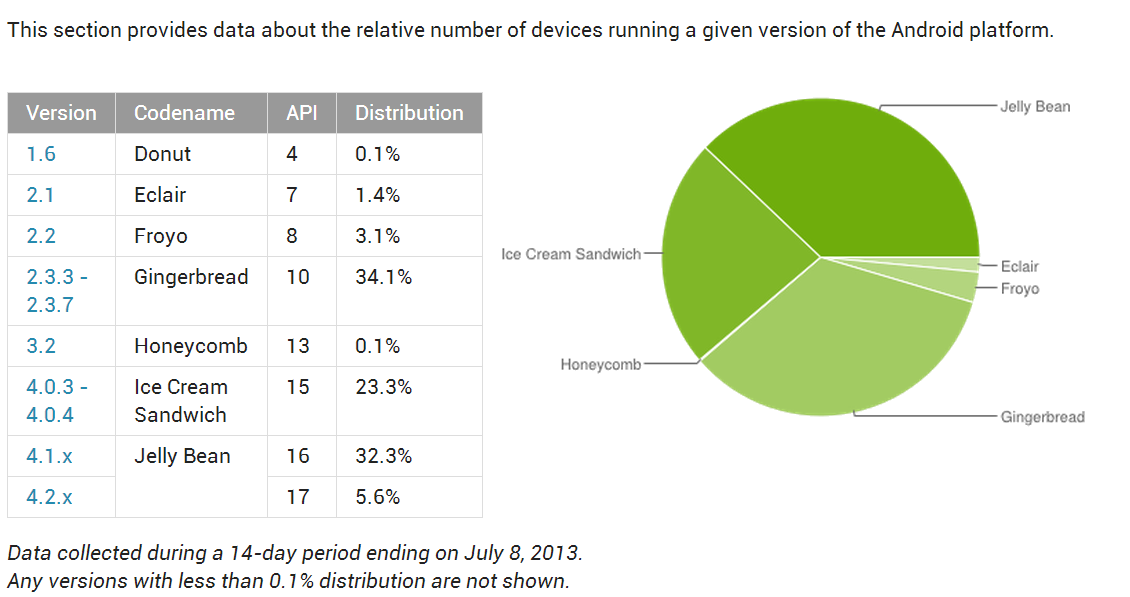 This section provides data about the relative number of devices running a given version of the Android platform.
Version Codename API Distribution
1.6 Donut 4 0.1%
2.1 Eclair 7 1.4%
2.2 Froyo 8 3.1%
2.3.3 - Gingerbread 10 34.1%
2.3.7
3.2 Honeycomb 13 0.1%
4.0.3 - Ice Cream 15 23.3%
4.0.4 Sandwich
4.1.x Jelly Bean 16 32.3%
4.2.x 17 5.6%
Jelly Bean
Ice Cream Sandwich
Eclair
Froyo
Honeycomb
Gingerbread
Data collected during a 14-day period ending on July 8, 2013.
Any versions with less than 0.1% distribution are not shown.